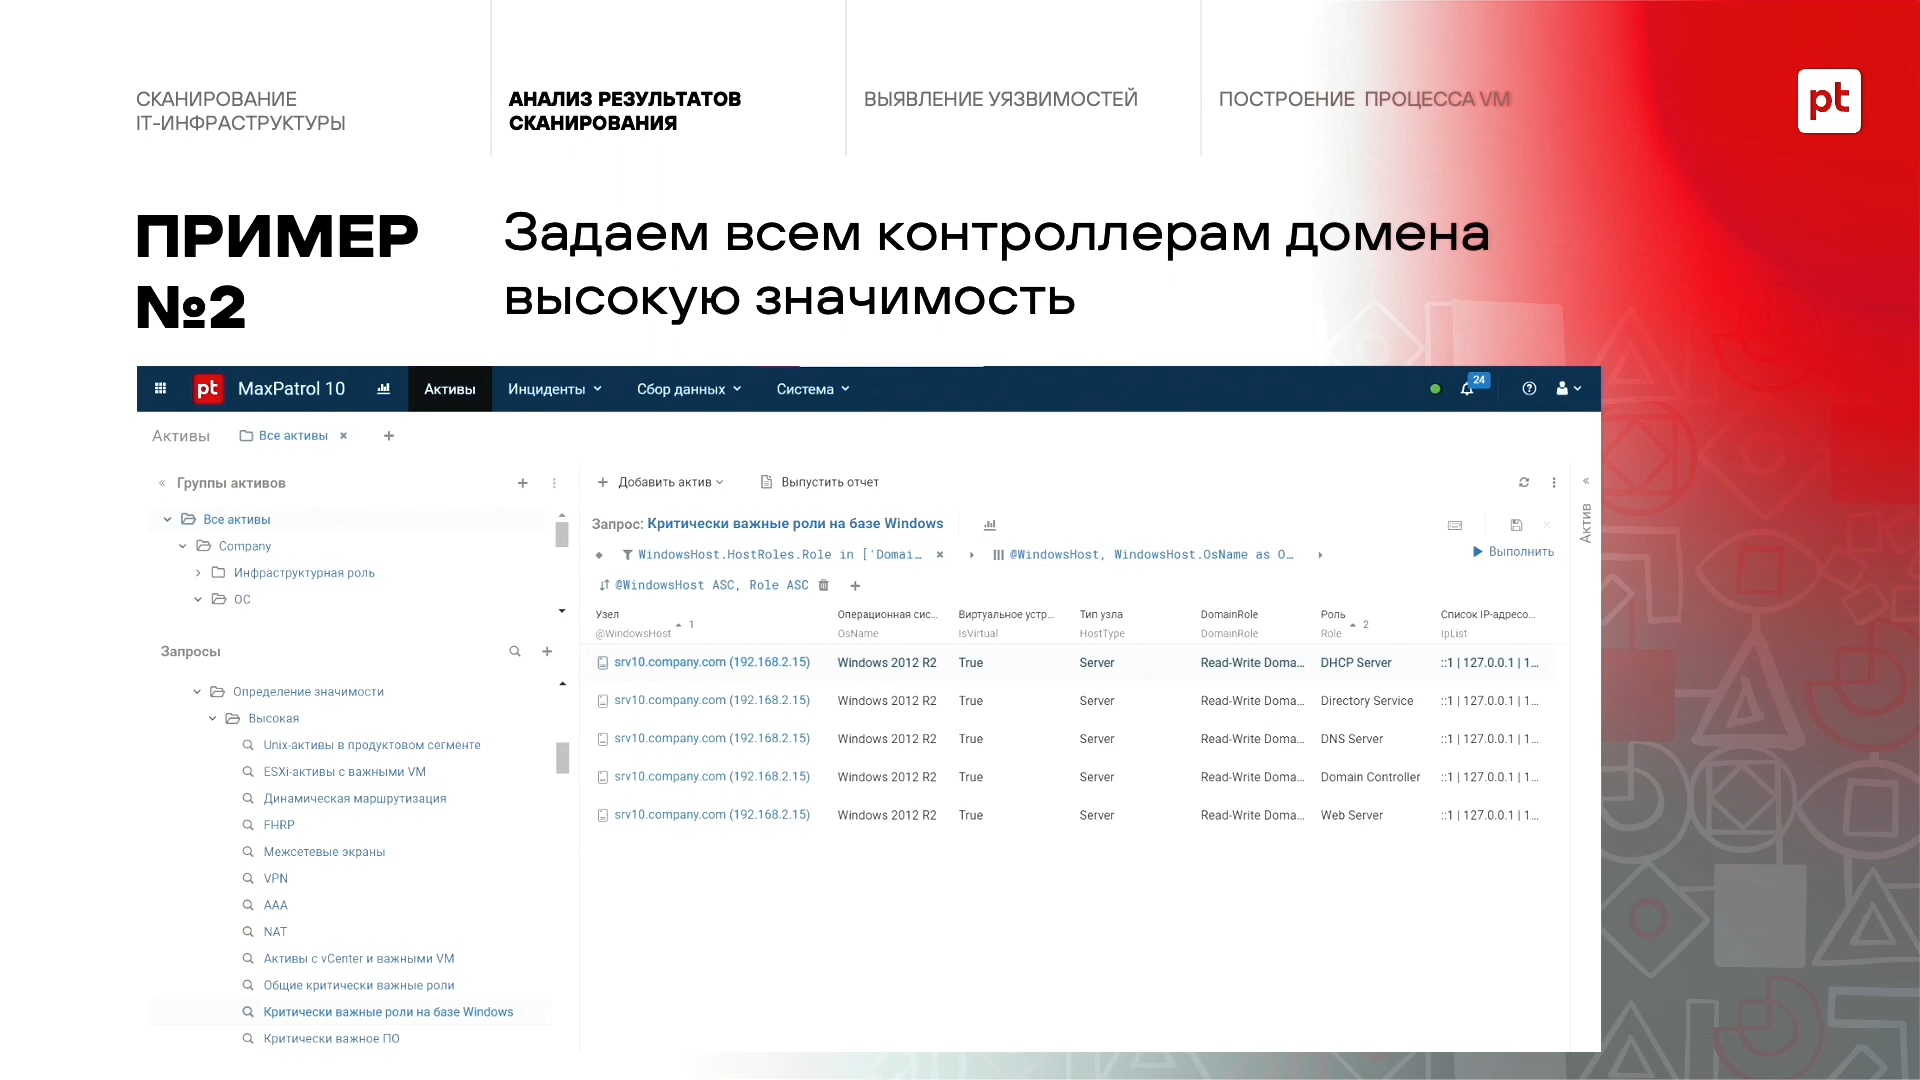 СКАНИРОВАНИЕ
IT-ИНФРАСТРУКТУРЫ
АНАЛИЗ РЕЗУЛЬТАТОВ
СКАНИРОВАНИЯ
ВЫЯВЛЕНИЕ УЯЗВИМОСТЕЙ
ПОСТРОЕНИЕ ПРОЦЕССА VM
pt
ПРИМЕР
№2
Задаем всем контроллерам домена
высокую значимость
pt MaxPatrol 10 Активы Инциденты Сбор данных Система 24
Активы Все активы
Группы активов
Все активы
Company
Инфраструктурная роль
ОС
Запросы
Определение значимости
Высокая
Unix-активы в продуктовом сегменте
ESXi-активы с важными VM
Динамическая маршрутизация
FHRP
Межсетевые экраны
VPN
AAA
NAT
Активы с vCenter и важными VM
Общие критически важные роли
Критически важные роли на базе Windows
Критически важное ПО
Добавить актив Выпустить отчет
Запрос: Критически важные роли на базе Windows
WindowsHost.HostRoles.Role in ['Domai... @WindowsHost, WindowsHost.OsName as O... Выполнить
@WindowsHost ASC, Role ASC
Узел Операционная сис... Виртуальное устр... Тип узла DomainRole Роль Список IP-адресо...
@WindowsHost 1 OsName IsVirtual HostType DomainRole Role 2 IpList
srv10.company.com (192.168.2.15) Windows 2012 R2 True Server Read-Write Doma... DHCP Server ::1 | 127.0.0.1 | 1...
srv10.company.com (192.168.2.15) Windows 2012 R2 True Server Read-Write Doma... Directory Service ::1 | 127.0.0.1 | 1...
srv10.company.com (192.168.2.15) Windows 2012 R2 True Server Read-Write Doma... DNS Server ::1 | 127.0.0.1 | 1...
srv10.company.com (192.168.2.15) Windows 2012 R2 True Server Read-Write Doma... Domain Controller ::1 | 127.0.0.1 | 1...
srv10.company.com (192.168.2.15) Windows 2012 R2 True Server Read-Write Doma... Web Server ::1 | 127.0.0.1 | 1...
Актив